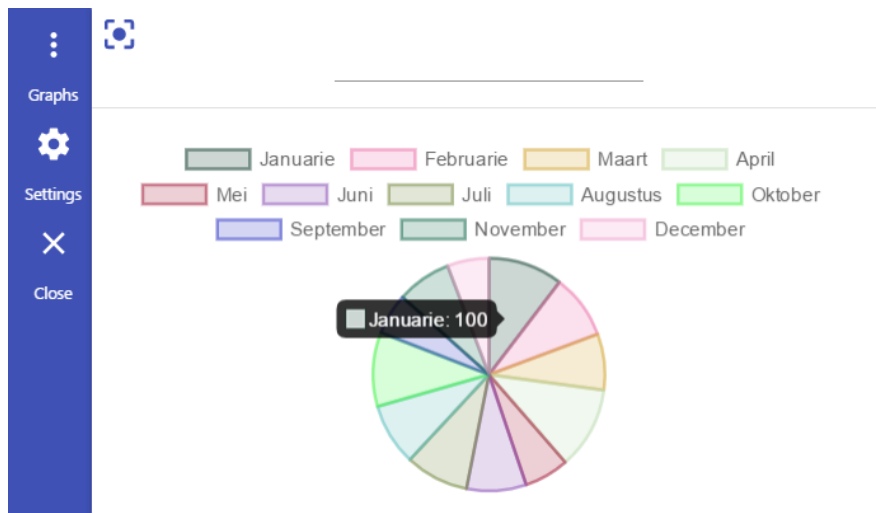 Graphs
Settings
Close
Januarie Februarie Maart April
Mei Juni Juli Augustus Oktober
September November December
Januarie: 100